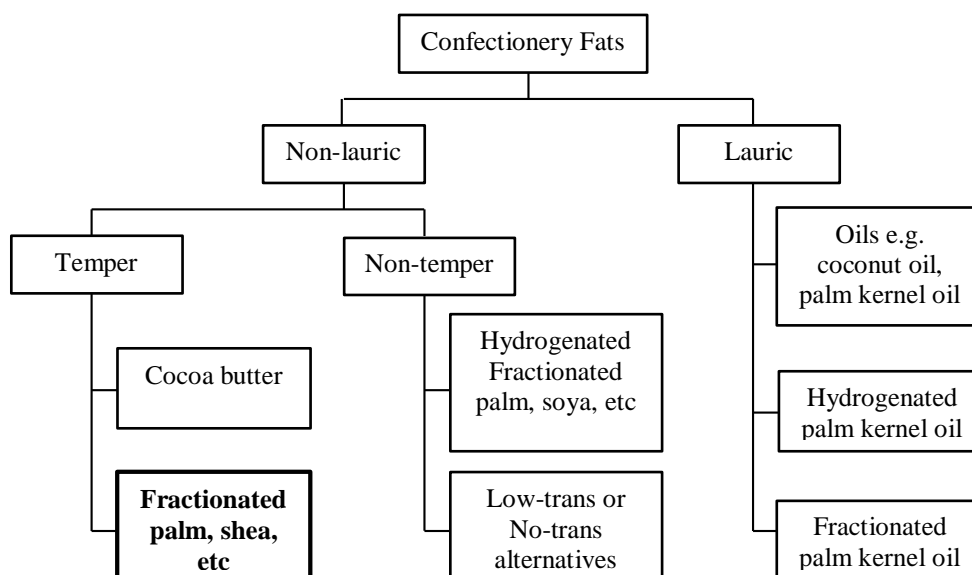 Confectionery Fats
Non-lauric
Lauric
Temper
Non-temper
Oils e.g.
coconut oil,
palm kernel oil
Cocoa butter
Hydrogenated
Fractionated
palm, soya, etc
Hydrogenated
palm kernel oil
Fractionated
palm, shea,
etc
Low-trans or
No-trans
alternatives
Fractionated
palm kernel oil